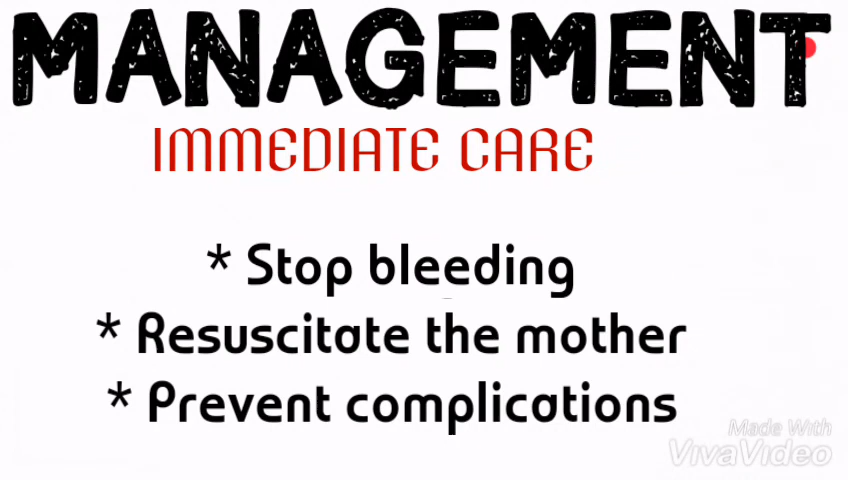 MANAGEMENT
IMMEDIATE CARE
* Stop bleeding
* Resuscitate the mother
* Prevent complications
Made With
VivaVideo